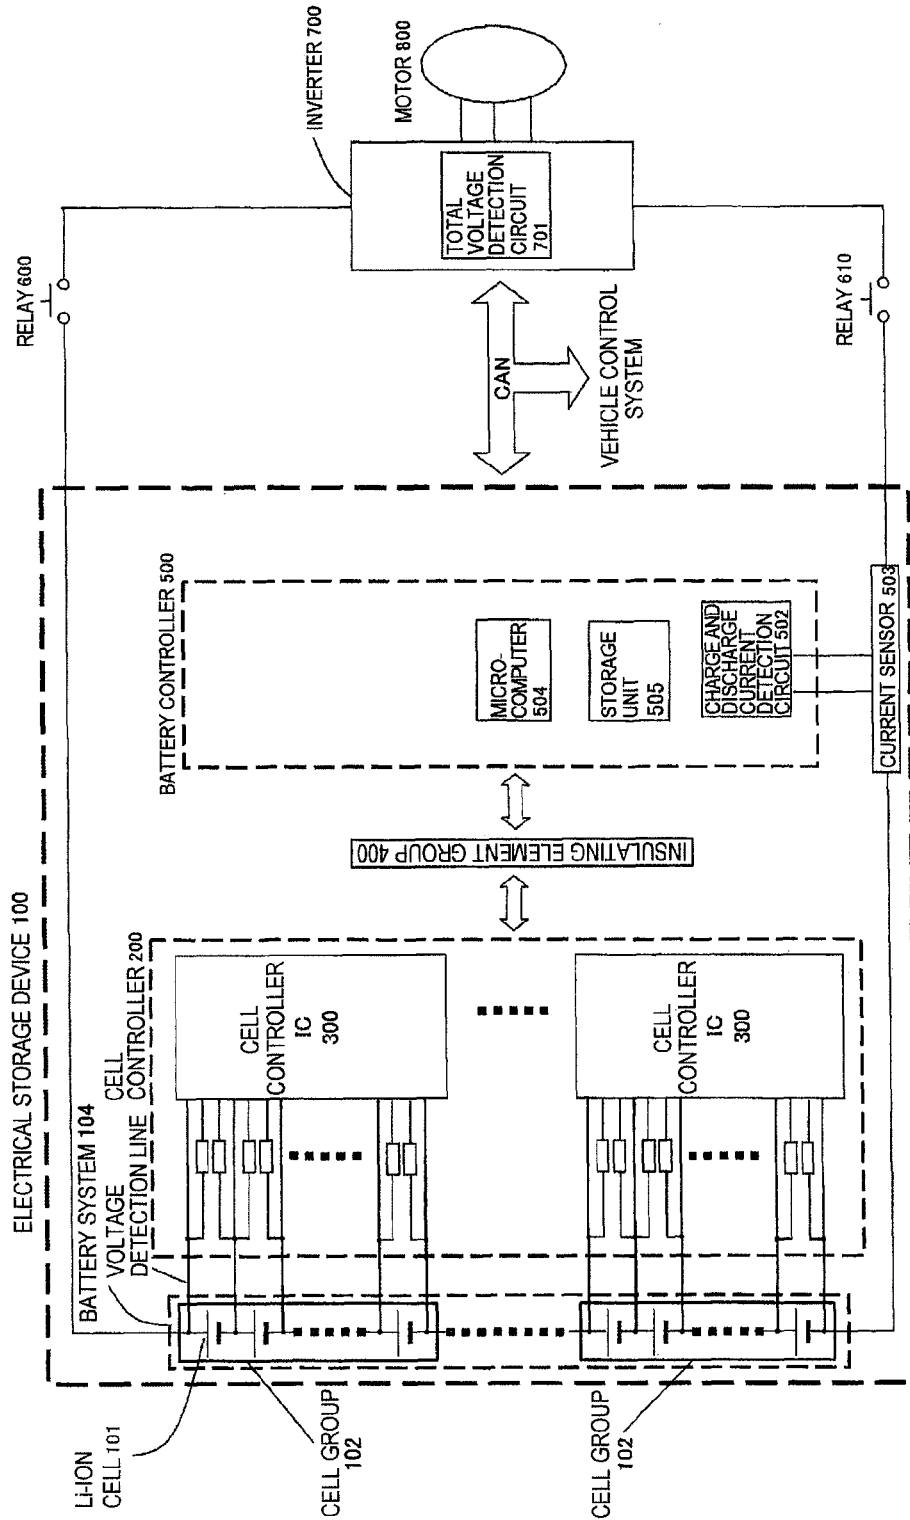 ELECTRICAL STORAGE DEVICE 100
BATTERY SYSTEM 104
VOLTAGE
DETECTION LINE
CELL
CONTROLLER 200
Li-ION
CELL 101
CELL GROUP
102
CELL GROUP
102
CELL
CONTROLLER
IC
300
CELL
CONTROLLER
IC
300
INSULATING ELEMENT GROUP 400
BATTERY CONTROLLER 500
MICRO-
COMPUTER
504
STORAGE
UNIT
505
CHARGE AND
DISCHARGE
CURRENT
DETECTION
CIRCUIT 502
CURRENT SENSOR 503
CAN
VEHICLE CONTROL
SYSTEM
RELAY 600
RELAY 610
INVERTER 700
TOTAL
VOLTAGE
DETECTION
CIRCUIT
701
MOTOR 800